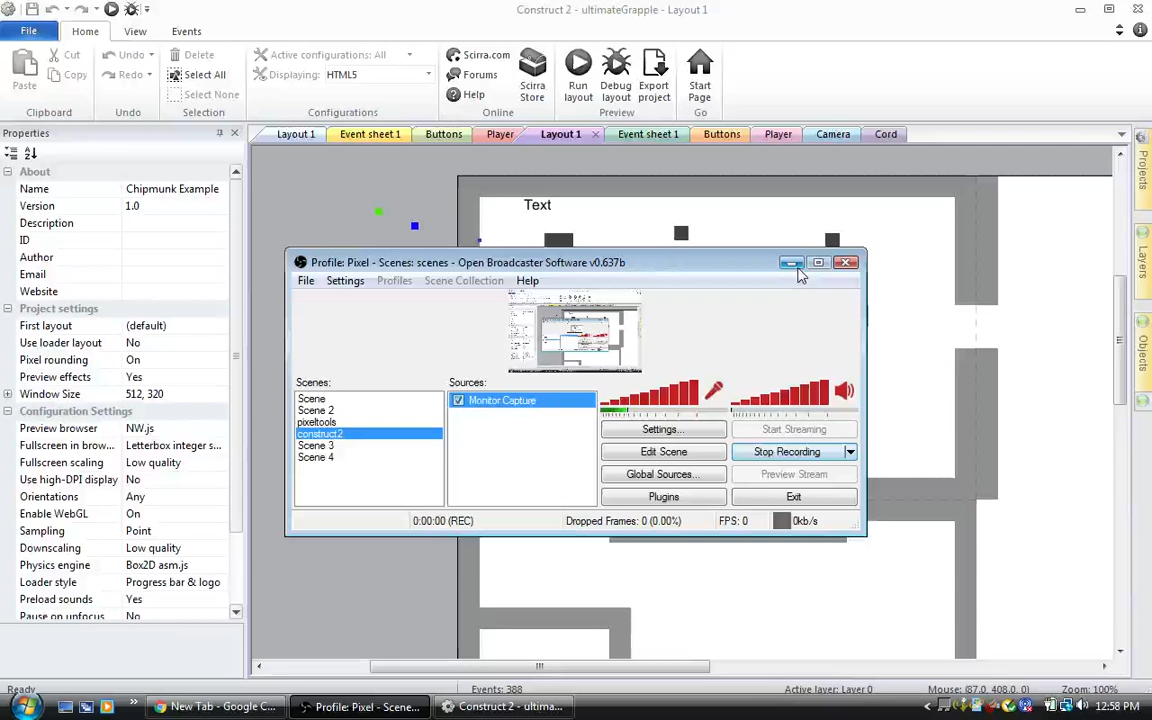 Construct 2 - ultimateGrapple - Layout 1
File
Home
View
Events
Paste
Cut
Copy
Clipboard
Undo
Redo
Undo
Delete
Select All
Select None
Selection
Active configurations: All
Displaying: HTML5
Configurations
Scirra.com
Forums
Help
Scirra
Store
Online
Run
layout
Debug
layout
Export
project
Preview
Start
Page
Go
Properties
Layout 1
Event sheet 1
Buttons
Player
Layout 1
Event sheet 1
Buttons
Player
Camera
Cord
About
Name Chipmunk Example
Version 1.0
Description
ID
Author
Email
Website
Project settings
First layout (default)
Use loader layout No
Pixel rounding On
Preview effects Yes
Window Size 512, 320
Configuration Settings
Preview browser NW.js
Fullscreen in brow... Letterbox integer s...
Fullscreen scaling Low quality
Use high-DPI display No
Orientations Any
Enable WebGL On
Sampling Point
Downscaling Low quality
Physics engine Box2D asm.js
Loader style Progress bar & logo
Preload sounds Yes
Pause on unfocus No
Text
Projects
Layers
Objects
Profile: Pixel - Scenes: scenes - Open Broadcaster Software v0.637b
File Settings Profiles Scene Collection Help
Scenes:
Scene
Scene 2
pixeltools
construct2
Scene 3
Scene 4
Sources:
Monitor Capture
Settings...
Start Streaming
Edit Scene
Stop Recording
Global Sources...
Preview Stream
Plugins
Exit
0:00:00 (REC)
Dropped Frames: 0 (0.00%)
FPS: 0
0kb/s
Ready
Events: 388
Active layer: Layer 0
Mouse: (87.0, 408.0, 0)
Zoom: 100%
New Tab - Google C...
Profile: Pixel - Scene...
Construct 2 - ultima...
12:58 PM